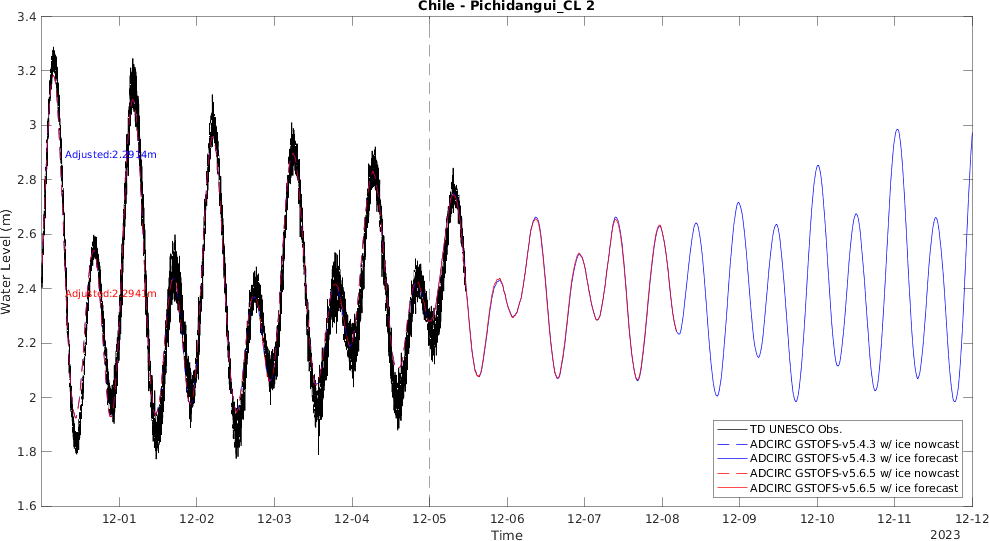 Chile - Pichidangui_CL 2
3.4
3.2
3
2.8
2.6
2.4
2.2
2
1.8
1.6
Water Level (m)
Adjusted:2.2914m
Adjusted:2.2941m
TD UNESCO Obs.
ADCIRC GSTOFS-v5.4.3 w/ ice nowcast
ADCIRC GSTOFS-v5.4.3 w/ ice forecast
ADCIRC GSTOFS-v5.6.5 w/ ice nowcast
ADCIRC GSTOFS-v5.6.5 w/ ice forecast
12-01 12-02 12-03 12-04 12-05 12-06 12-07 12-08 12-09 12-10 12-11 12-12
Time
2023